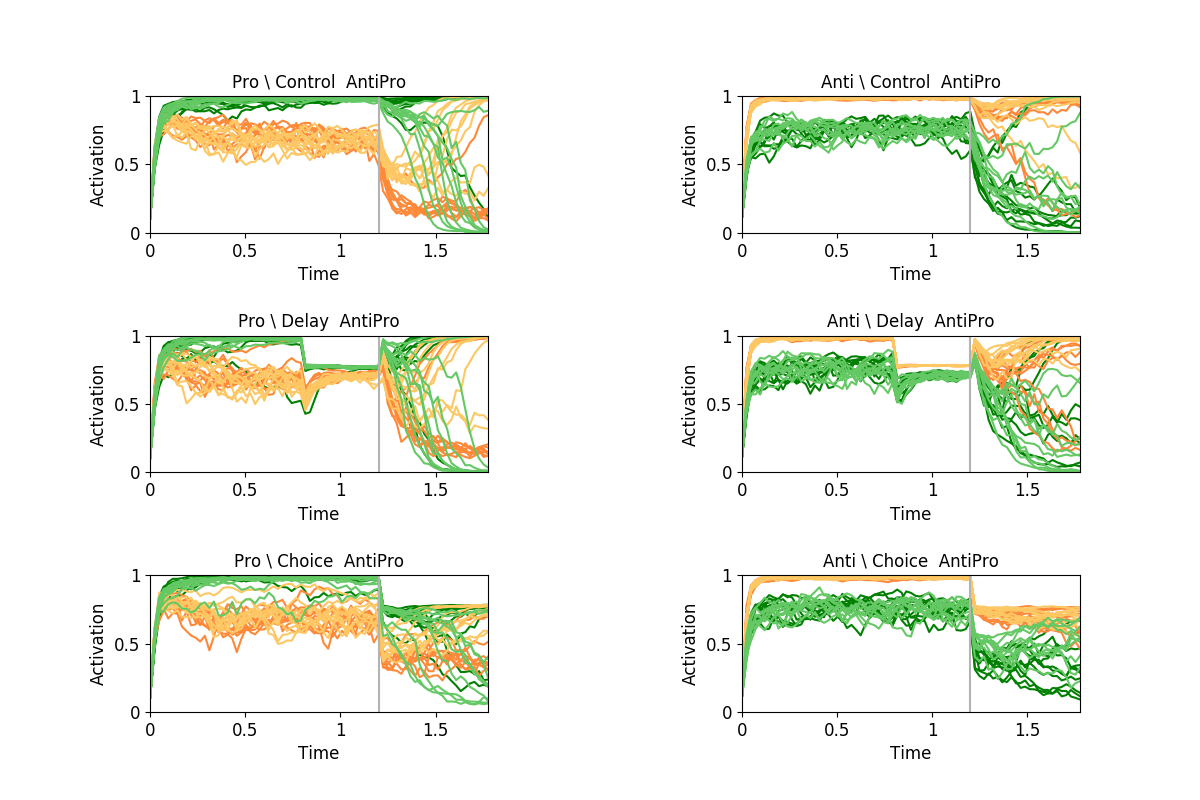 Pro \ Control  AntiPro
Anti \ Control  AntiPro
1
0.5
0
Activation
0
0.5
1
1.5
Time
1
0.5
0
Activation
0
0.5
1
1.5
Time
Pro \ Delay  AntiPro
Anti \ Delay  AntiPro
1
0.5
0
Activation
0
0.5
1
1.5
Time
1
0.5
0
Activation
0
0.5
1
1.5
Time
Pro \ Choice  AntiPro
Anti \ Choice  AntiPro
1
0.5
0
Activation
0
0.5
1
1.5
Time
1
0.5
0
Activation
0
0.5
1
1.5
Time